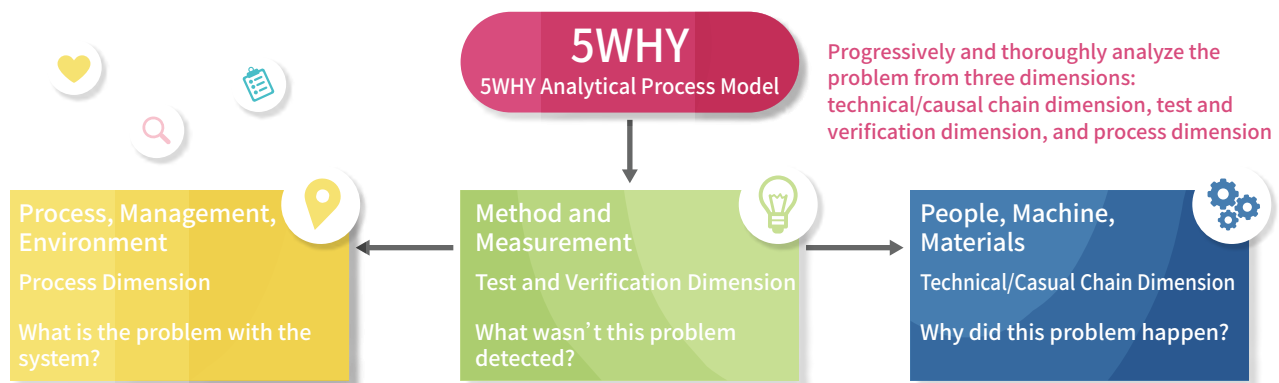 5WHY
5WHY Analytical Process Model
Progressively and thoroughly analyze the
problem from three dimensions:
technical/causal chain dimension, test and
verification dimension, and process dimension
Process, Management,
Environment
Process Dimension
What is the problem with the
system?
Method and
Measurement
Test and Verification Dimension
What wasn’t this problem
detected?
People, Machine,
Materials
Technical/Casual Chain Dimension
Why did this problem happen?